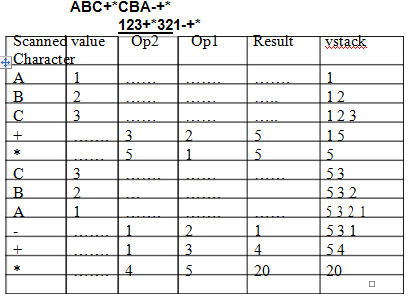 ABC+*CBA-+*
123+*321-+*
Scanned Character value Op2 Op1 Result vstack
A 1 ...... ....... ....... 1
B 2 ....... ....... ..... 1 2
C 3 ....... ....... ..... 1 2 3
+ ....... 3 2 5 1 5
* ...... 5 1 5 5
C 3 ....... ...... ....... 5 3
B 2 ... ....... ...... 5 3 2
A 1 ...... ....... ...... 5 3 2 1
- ....... 1 2 1 5 3 1
+ ....... 1 3 4 5 4
* ....... 4 5 20 20